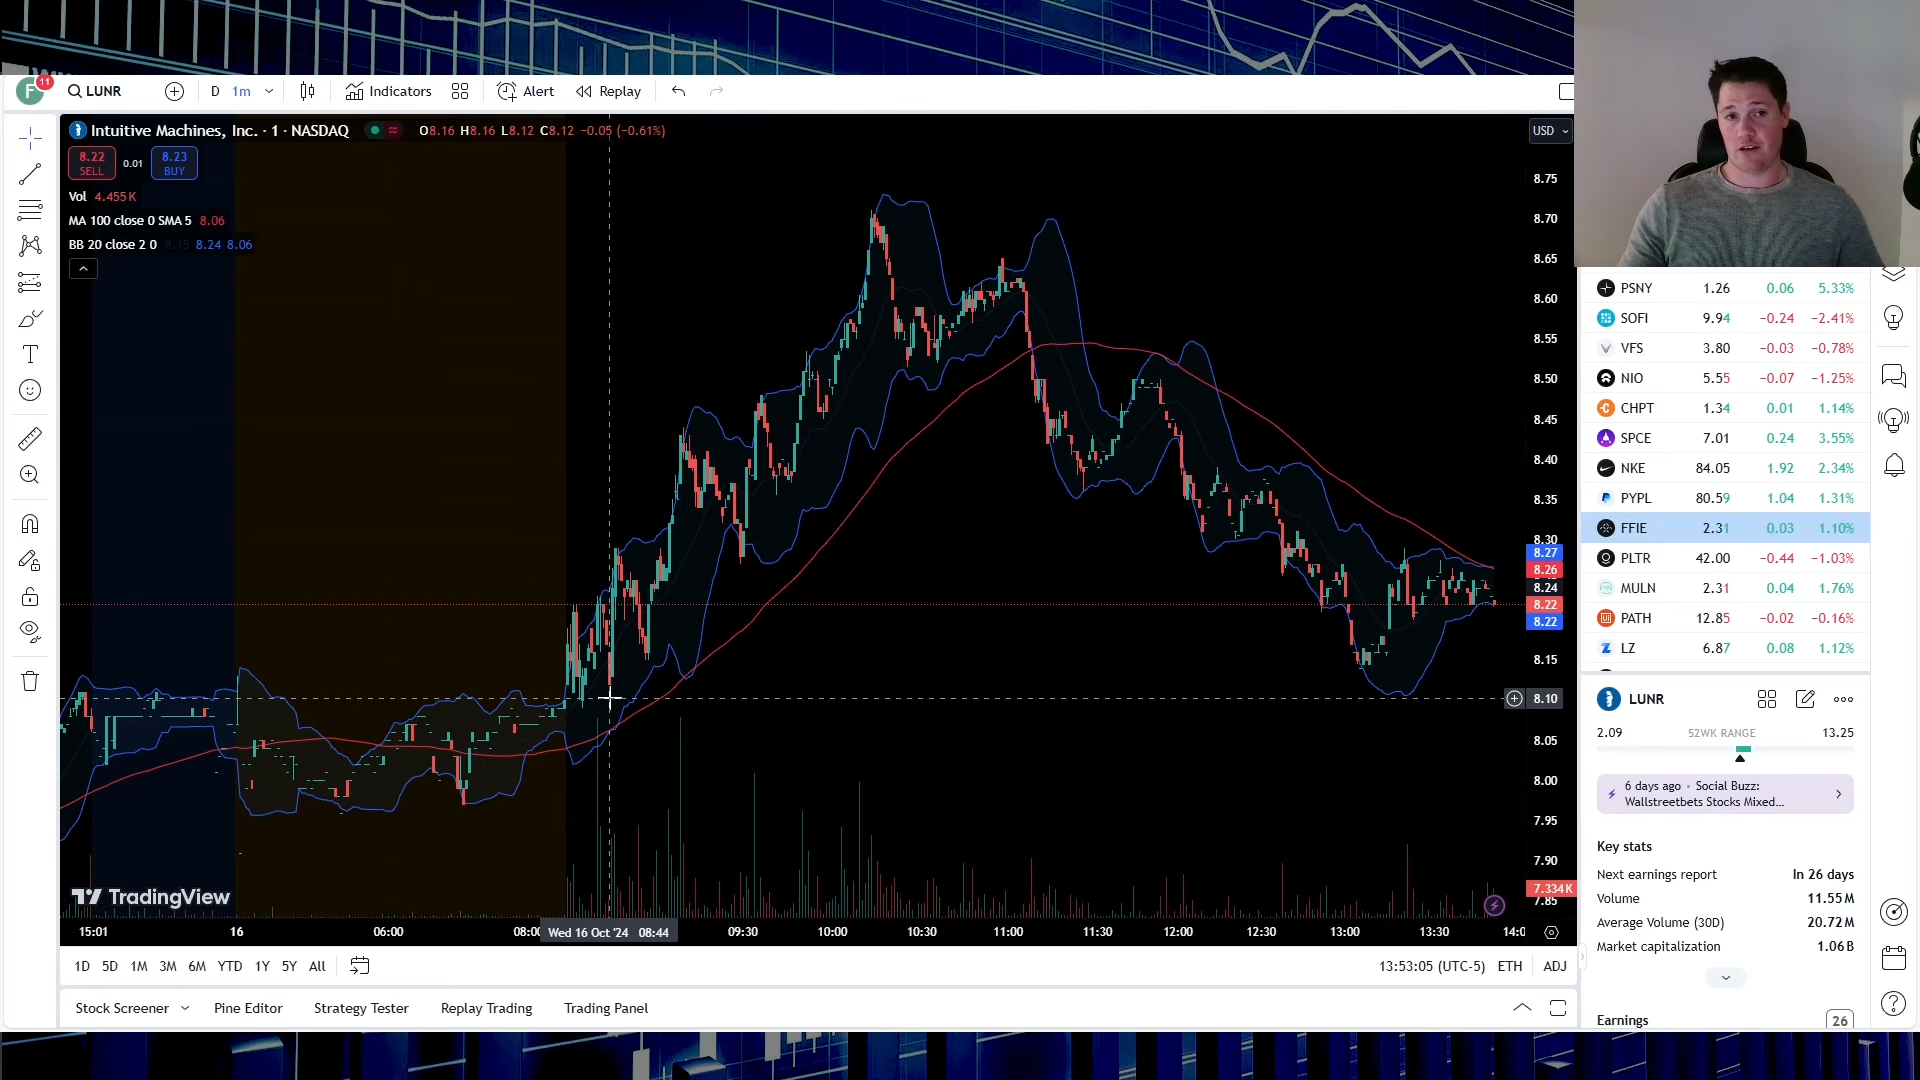 F 11 LUNR D 1m Indicators Alert Replay
Intuitive Machines, Inc. · 1 · NASDAQ O8.16 H8.16 L8.12 C8.12 −0.05 (−0.61%)
USD
8.22 SELL 0.01 8.23 BUY
Vol 4.455K
MA 100 close 0 SMA 5 8.06
BB 20 close 2 0 8.15 8.24 8.06
8.75
8.70
8.65
8.60
8.55
8.50
8.45
8.40
8.35
8.30
8.27
8.26
8.24
8.22
8.22
8.15
8.10
8.05
8.00
7.95
7.90
7.334K
7.85
TradingView
15:01 16 06:00 08:00 Wed 16 Oct '24 08:44 09:30 10:00 10:30 11:00 11:30 12:00 12:30 13:00 13:30 14:0
1D 5D 1M 3M 6M YTD 1Y 5Y All 13:53:05 (UTC-5) ETH ADJ
Stock Screener Pine Editor Strategy Tester Replay Trading Trading Panel
PSNY 1.26 0.06 5.33%
SOFI 9.94 −0.24 −2.41%
VFS 3.80 −0.03 −0.78%
NIO 5.55 −0.07 −1.25%
CHPT 1.34 0.01 1.14%
SPCE 7.01 0.24 3.55%
NKE 84.05 1.92 2.34%
PYPL 80.59 1.04 1.31%
FFIE 2.31 0.03 1.10%
PLTR 42.00 −0.44 −1.03%
MULN 2.31 0.04 1.76%
PATH 12.85 −0.02 −0.16%
LZ 6.87 0.08 1.12%
LUNR
2.09 52WK RANGE 13.25
6 days ago • Social Buzz:
Wallstreetbets Stocks Mixed...
Key stats
Next earnings report In 26 days
Volume 11.55M
Average Volume (30D) 20.72M
Market capitalization 1.06B
Earnings 26